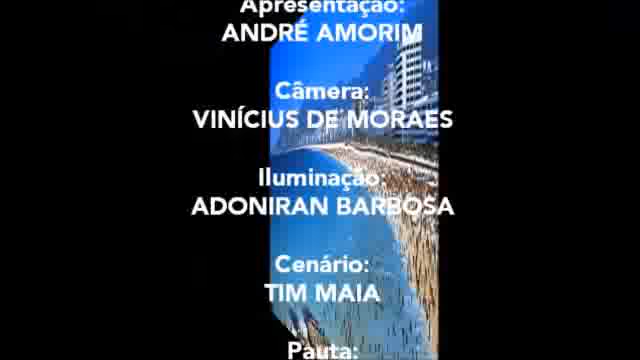 Apresentação:
ANDRÉ AMORIM
Câmera:
VINÍCIUS DE MORAES
Iluminação:
ADONIRAN BARBOSA
Cenário:
TIM MAIA
Pauta: